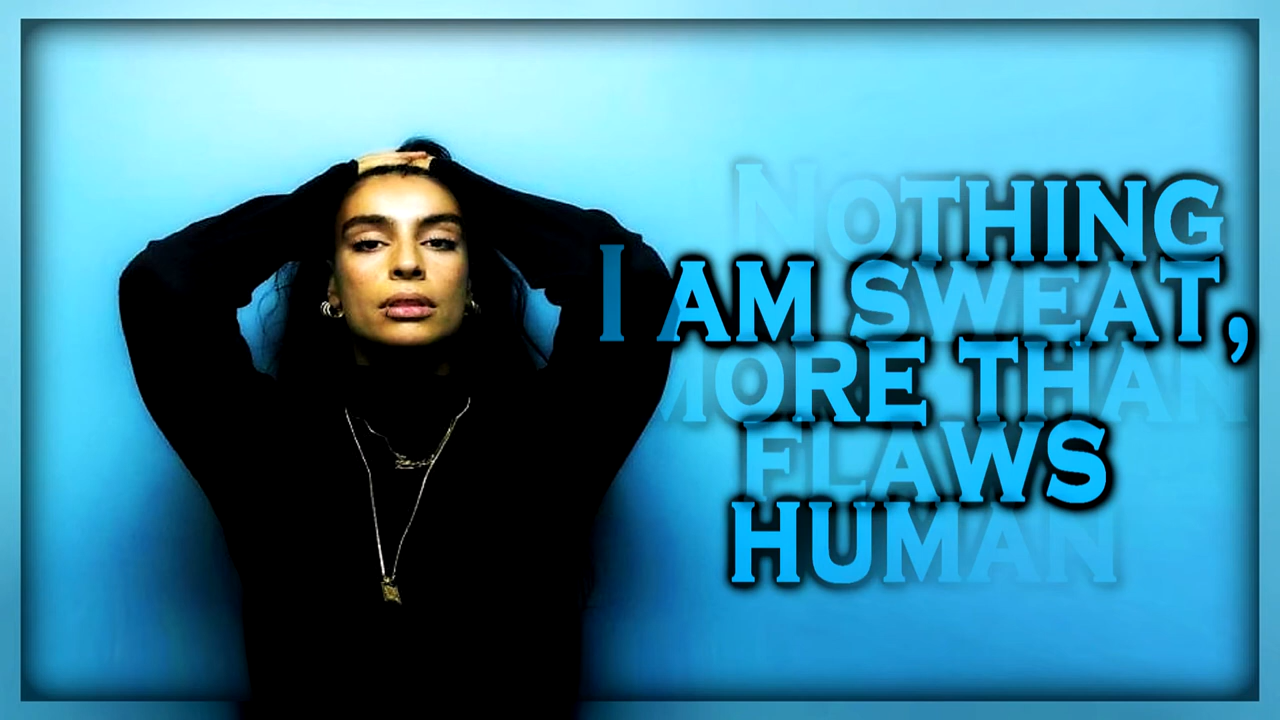 Nothing
I am sweat,
more than
flaws
human